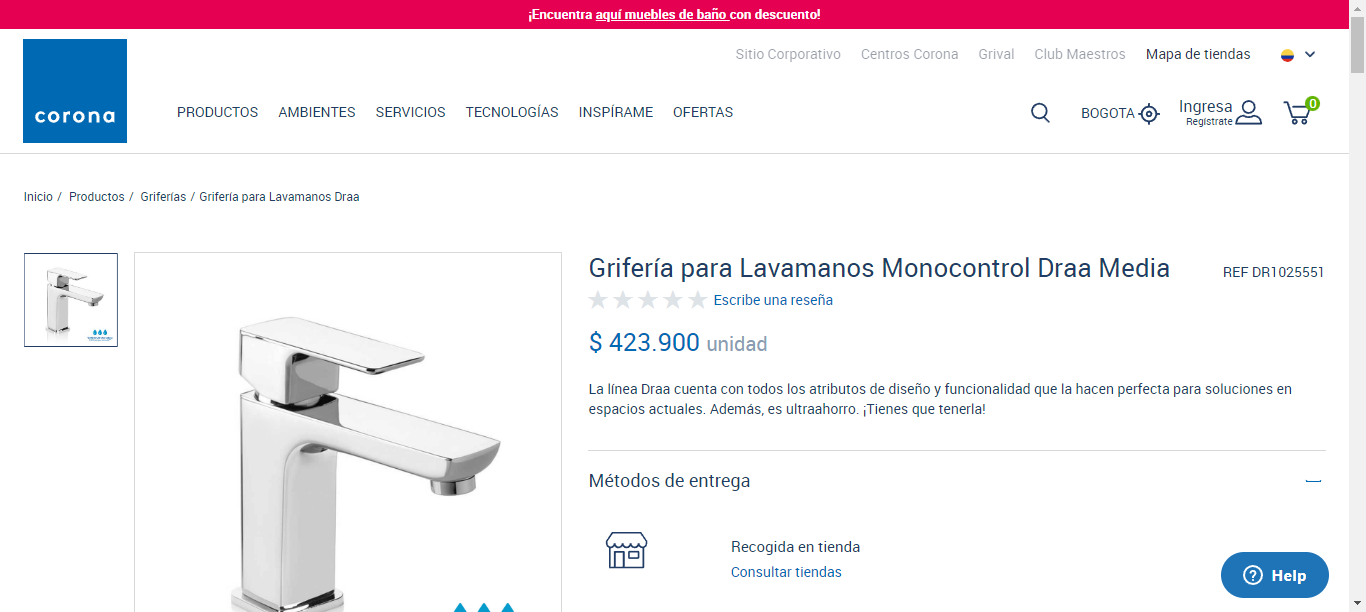 ¡Encuentra aquí muebles de baño con descuento!
Sitio Corporativo Centros Corona Grival Club Maestros Mapa de tiendas
corona
PRODUCTOS AMBIENTES SERVICIOS TECNOLOGÍAS INSPÍRAME OFERTAS
BOGOTA
Ingresa
Regístrate
0
Inicio / Productos / Griferías / Grifería para Lavamanos Draa
Grifería para Lavamanos Monocontrol Draa Media
REF DR1025551
Escribe una reseña
$ 423.900 unidad
La línea Draa cuenta con todos los atributos de diseño y funcionalidad que la hacen perfecta para soluciones en
espacios actuales. Además, es ultraahorro. ¡Tienes que tenerla!
Métodos de entrega
Recogida en tienda
Consultar tiendas
Help